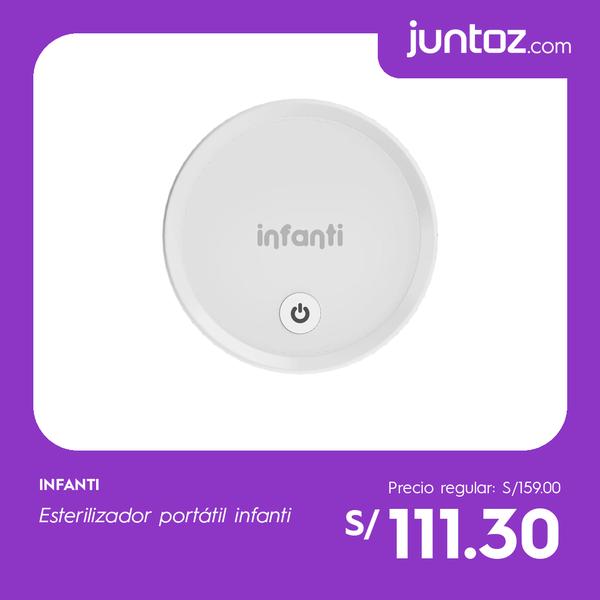 juntoz.com
infanti
INFANTI
Esterilizador portátil infanti
Precio regular: S/159.00
S/111.30